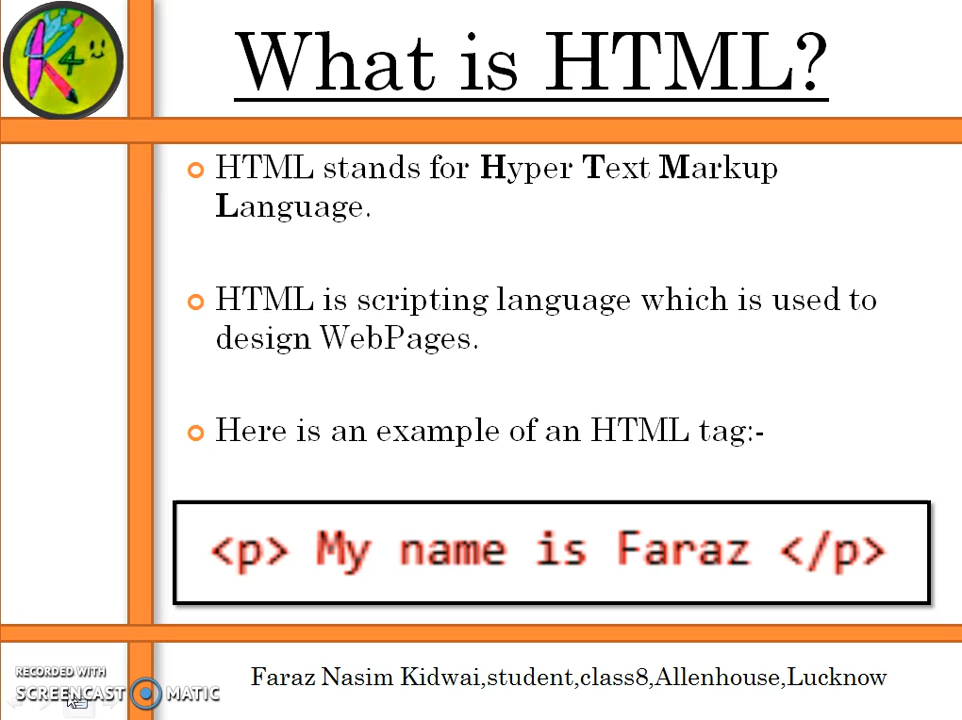 K4
What is HTML?
HTML stands for Hyper Text Markup
Language.
HTML is scripting language which is used to
design WebPages.
Here is an example of an HTML tag:-
<p> My name is Faraz </p>
Faraz Nasim Kidwai,student,class8,Allenhouse,Lucknow
RECORDED WITH
SCREENCAST MATIC